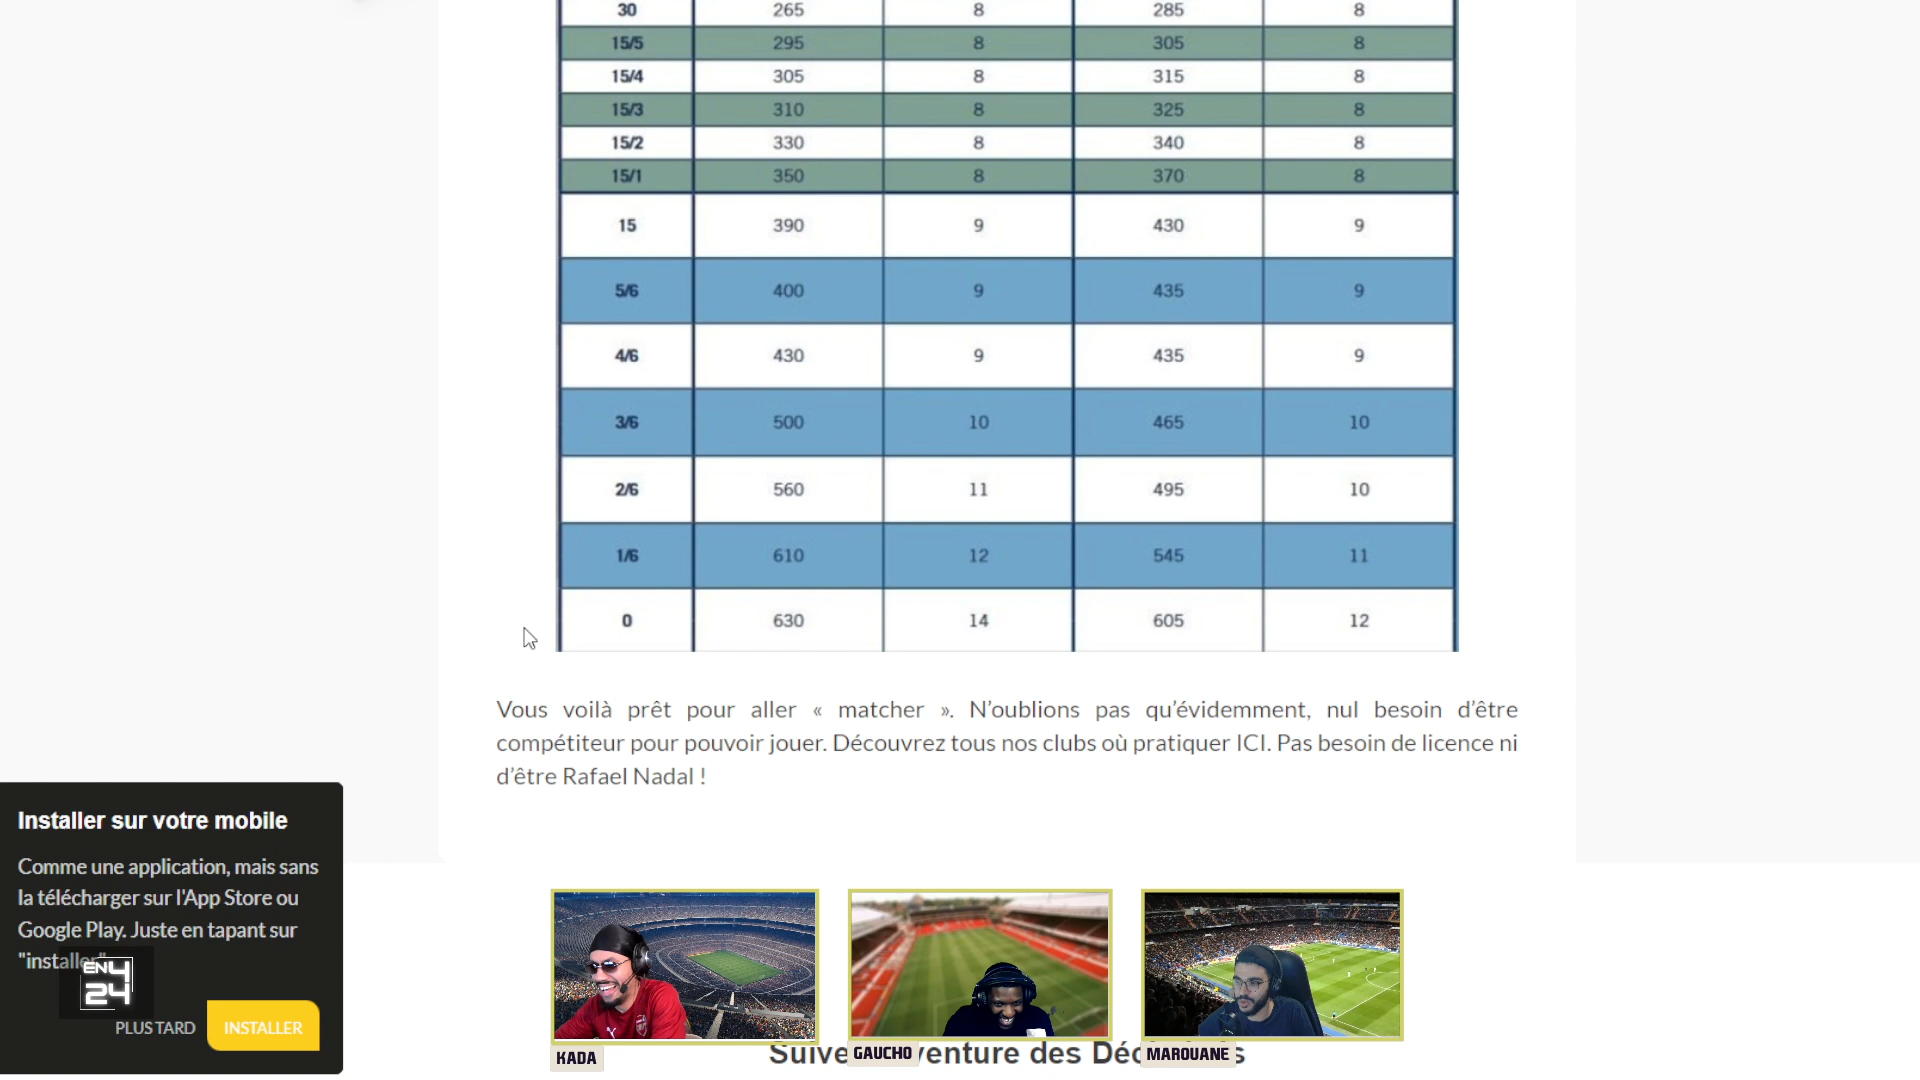 30 265 8 285 8
15/5 295 8 305 8
15/4 305 8 315 8
15/3 310 8 325 8
15/2 330 8 340 8
15/1 350 8 370 8
15 390 9 430 9
5/6 400 9 435 9
4/6 430 9 435 9
3/6 500 10 465 10
2/6 560 11 495 10
1/6 610 12 545 11
0 630 14 605 12
Vous voilà prêt pour aller « matcher ». N’oublions pas qu’évidemment, nul besoin d’être
compétiteur pour pouvoir jouer. Découvrez tous nos clubs où pratiquer ICI. Pas besoin de licence ni
d’être Rafael Nadal !
Installer sur votre mobile
Comme une application, mais sans
la télécharger sur l'App Store ou
Google Play. Juste en tapant sur
"installer"
EN
4
24
PLUS TARD INSTALLER
des
KADA
GAUCHO
MAROUANE